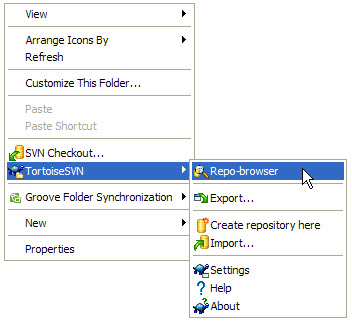 View
Arrange Icons By
Refresh
Customize This Folder...
Paste
Paste Shortcut
SVN Checkout...
TortoiseSVN
Groove Folder Synchronization
New
Properties
Repo-browser
Export...
Create repository here
Import...
Settings
Help
About